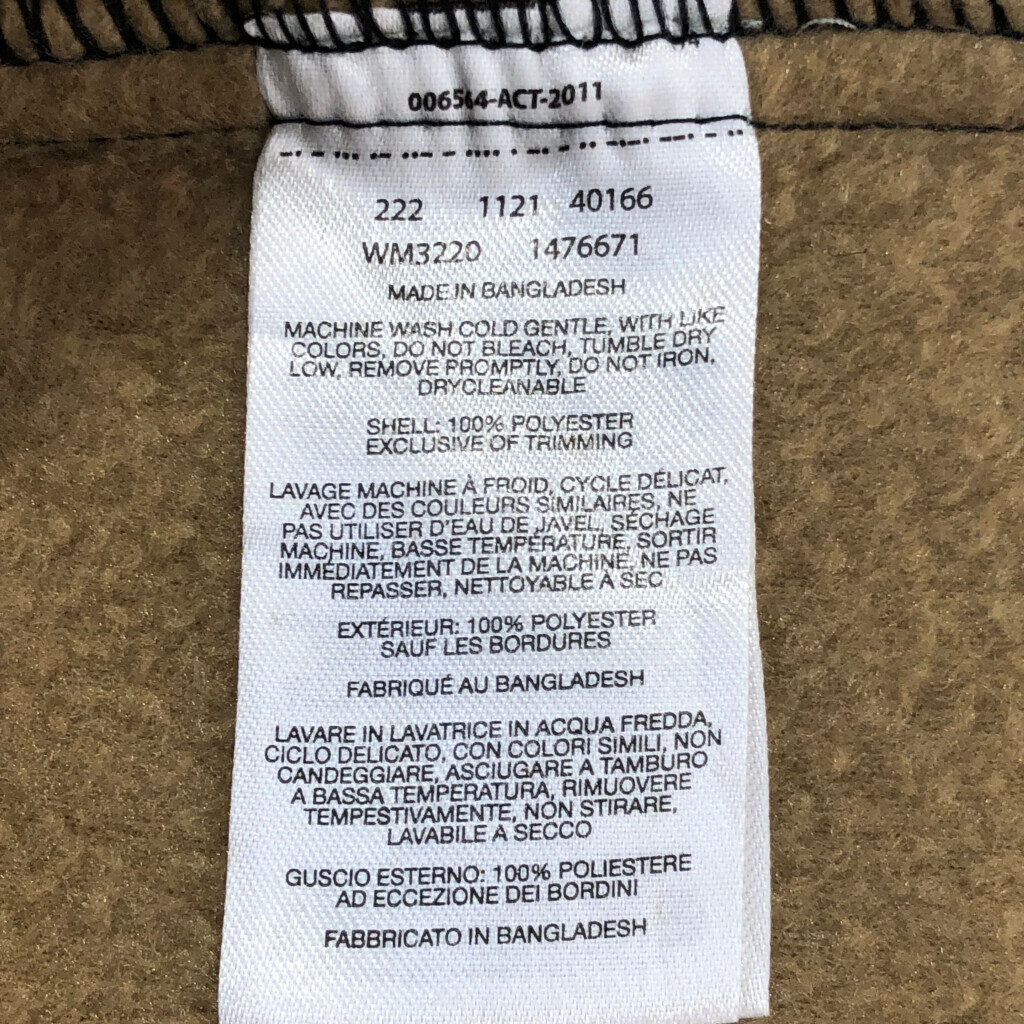 006564-ACT-2011
222 1121 40166
WM3220 1476671
MADE IN BANGLADESH
MACHINE WASH COLD GENTLE, WITH LIKE
COLORS, DO NOT BLEACH, TUMBLE DRY
LOW, REMOVE PROMPTLY, DO NOT IRON,
DRYCLEANABLE
SHELL: 100% POLYESTER
EXCLUSIVE OF TRIMMING
LAVAGE MACHINE À FROID, CYCLE DÉLICAT,
AVEC DES COULEURS SIMILAIRES, NE
PAS UTILISER D'EAU DE JAVEL, SÉCHAGE
MACHINE, BASSE TEMPÉRATURE, SORTIR
IMMÉDIATEMENT DE LA MACHINE, NE PAS
REPASSER, NETTOYABLE À SEC
EXTÉRIEUR: 100% POLYESTER
SAUF LES BORDURES
FABRIQUÉ AU BANGLADESH
LAVARE IN LAVATRICE IN ACQUA FREDDA,
CICLO DELICATO, CON COLORI SIMILI, NON
CANDEGGIARE, ASCIUGARE A TAMBURO
A BASSA TEMPERATURA, RIMUOVERE
TEMPESTIVAMENTE, NON STIRARE,
LAVABILE A SECCO
GUSCIO ESTERNO: 100% POLIESTERE
AD ECCEZIONE DEI BORDINI
FABBRICATO IN BANGLADESH